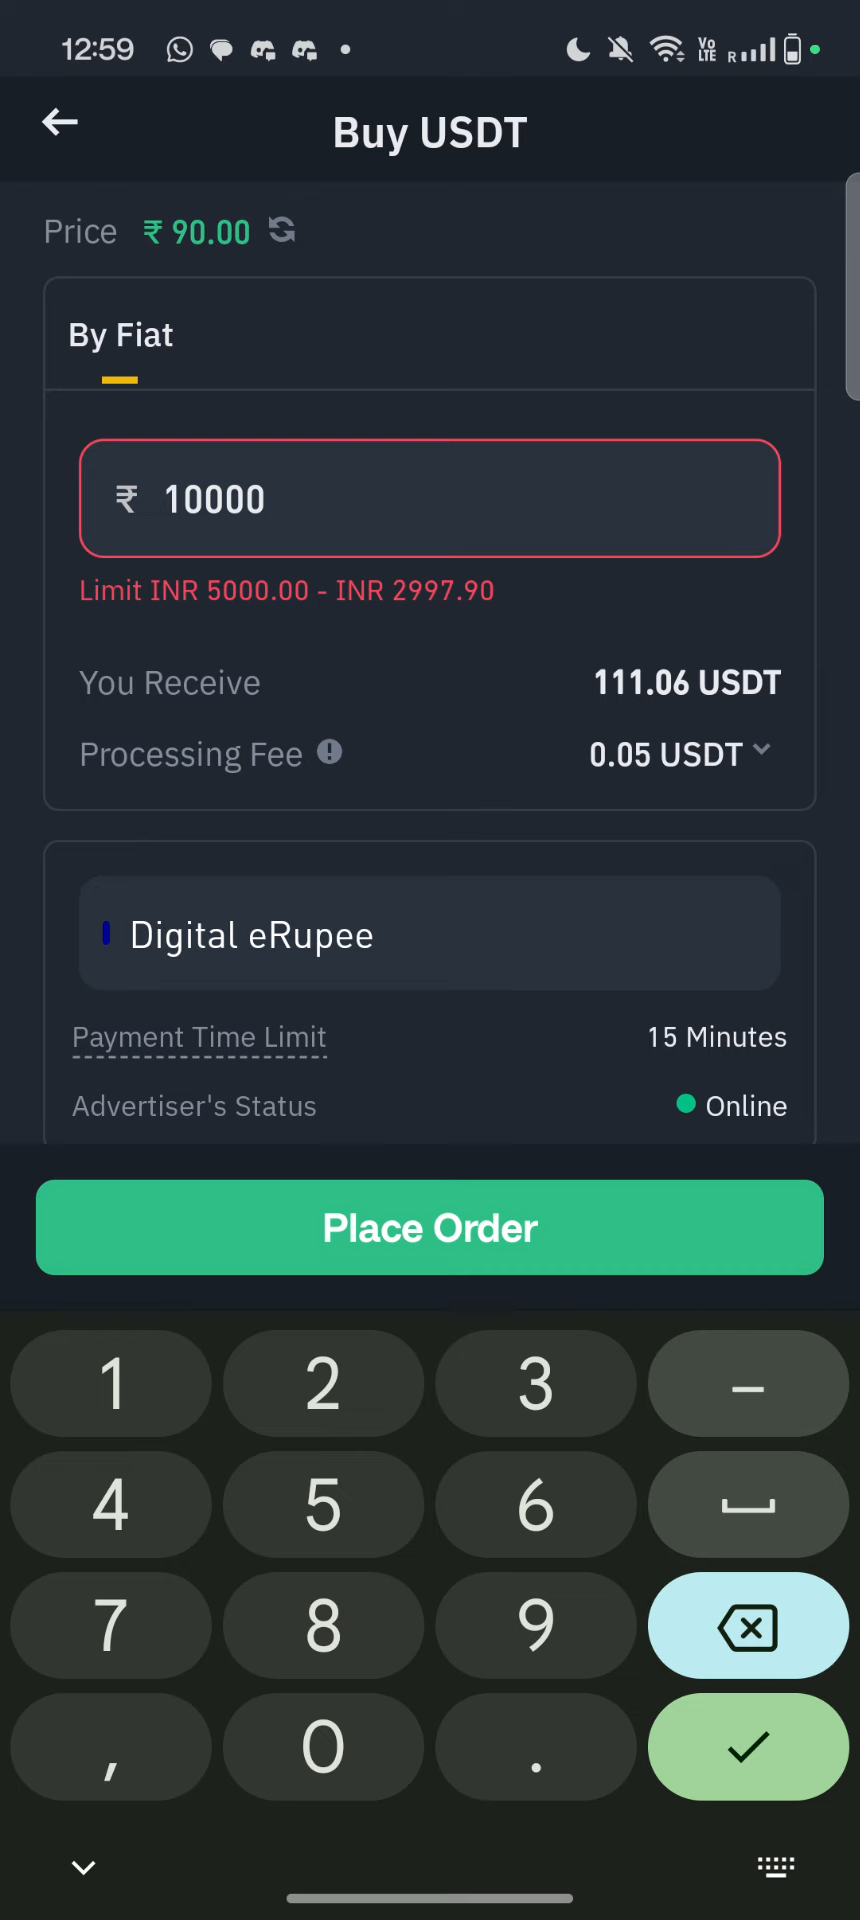 12:59
Vo LTE R
Buy USDT
Price ₹ 90.00
By Fiat
₹ 10000
Limit INR 5000.00 - INR 2997.90
You Receive 111.06 USDT
Processing Fee 0.05 USDT
Digital eRupee
Payment Time Limit 15 Minutes
Advertiser's Status Online
Place Order
1 2 3 –
4 5 6
7 8 9
, 0 .